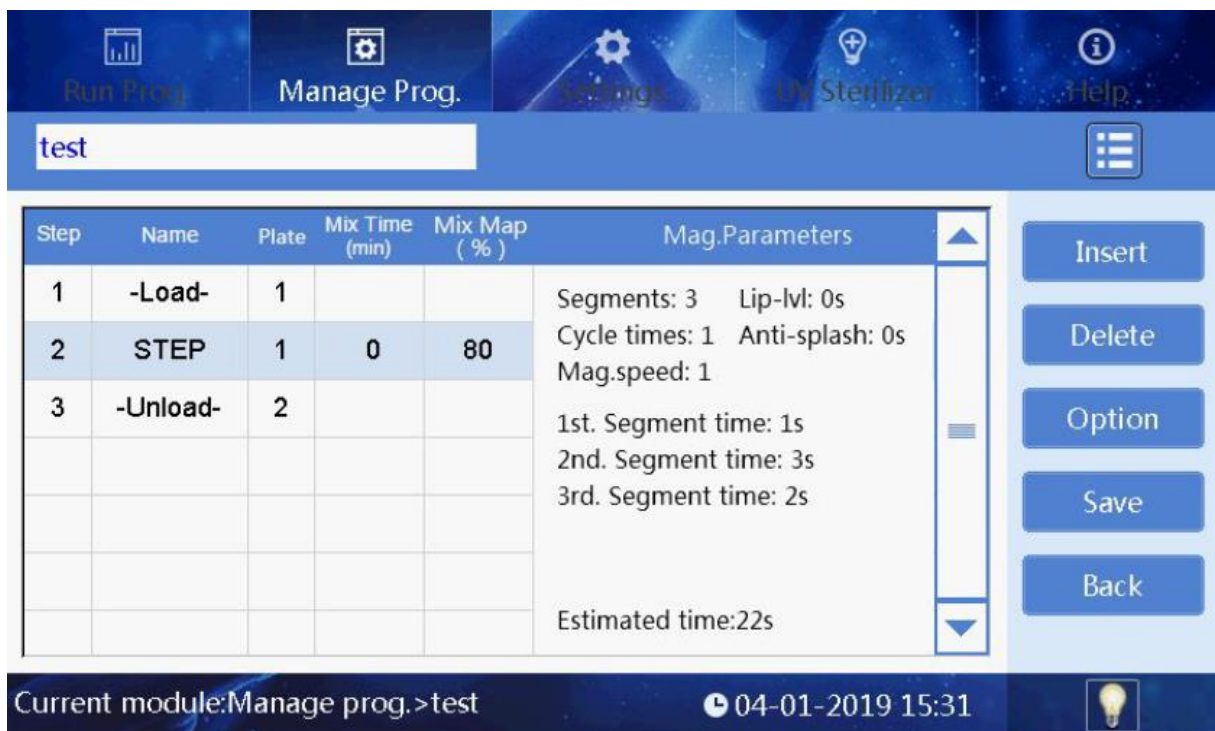 Run Prog.
Manage Prog.
Settings
UV Sterilizer
Help
test
Step Name Plate Mix Time (min) Mix Map ( % ) Mag.Parameters
1 -Load- 1
2 STEP 1 0 80
3 -Unload- 2
Segments: 3 Lip-lvl: 0s
Cycle times: 1 Anti-splash: 0s
Mag.speed: 1
1st. Segment time: 1s
2nd. Segment time: 3s
3rd. Segment time: 2s
Estimated time:22s
Insert
Delete
Option
Save
Back
Current module:Manage prog.>test
04-01-2019 15:31